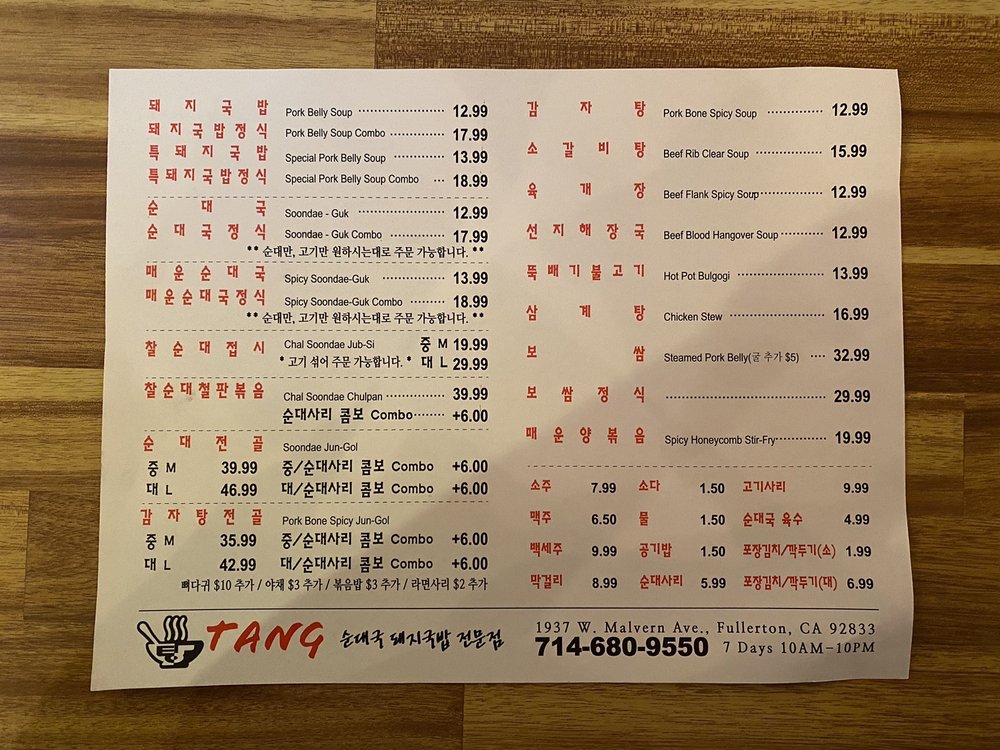 돼지국밥 Pork Belly Soup 12.99
돼지국밥정식 Pork Belly Soup Combo 17.99
특돼지국밥 Special Pork Belly Soup 13.99
특돼지국밥정식 Special Pork Belly Soup Combo 18.99
순대국 Soondae - Guk 12.99
순대국정식 Soondae - Guk Combo 17.99
** 순대만, 고기만 원하시는대로 주문 가능합니다. **
매운순대국 Spicy Soondae-Guk 13.99
매운순대국정식 Spicy Soondae-Guk Combo 18.99
** 순대만, 고기만 원하시는대로 주문 가능합니다. **
찰순대접시 Chal Soondae Jub-Si 중 M 19.99
* 고기 섞어 주문 가능합니다. * 대 L 29.99
찰순대철판볶음 Chal Soondae Chulpan 39.99
순대사리 콤보 Combo +6.00
순대전골 Soondae Jun-Gol
중 M 39.99 중/순대사리 콤보 Combo +6.00
대 L 46.99 대/순대사리 콤보 Combo +6.00
감자탕전골 Pork Bone Spicy Jun-Gol
중 M 35.99 중/순대사리 콤보 Combo +6.00
대 L 42.99 대/순대사리 콤보 Combo +6.00
뼈다귀 $10 추가 / 야채 $3 추가 / 볶음밥 $3 추가 / 라면사리 $2 추가
감자탕 Pork Bone Spicy Soup 12.99
소갈비탕 Beef Rib Clear Soup 15.99
육개장 Beef Flank Spicy Soup 12.99
선지해장국 Beef Blood Hangover Soup 12.99
뚝배기불고기 Hot Pot Bulgogi 13.99
삼계탕 Chicken Stew 16.99
보쌈 Steamed Pork Belly(굴 추가 $5) 32.99
보쌈정식 29.99
매운양볶음 Spicy Honeycomb Stir-Fry 19.99
소주 7.99 소다 1.50 고기사리 9.99
맥주 6.50 물 1.50 순대국 육수 4.99
백세주 9.99 공기밥 1.50 포장김치/깍두기(소) 1.99
막걸리 8.99 순대사리 5.99 포장김치/깍두기(대) 6.99
TANG 순대국 돼지국밥 전문점
1937 W. Malvern Ave., Fullerton, CA 92833
714-680-9550 7 Days 10AM-10PM